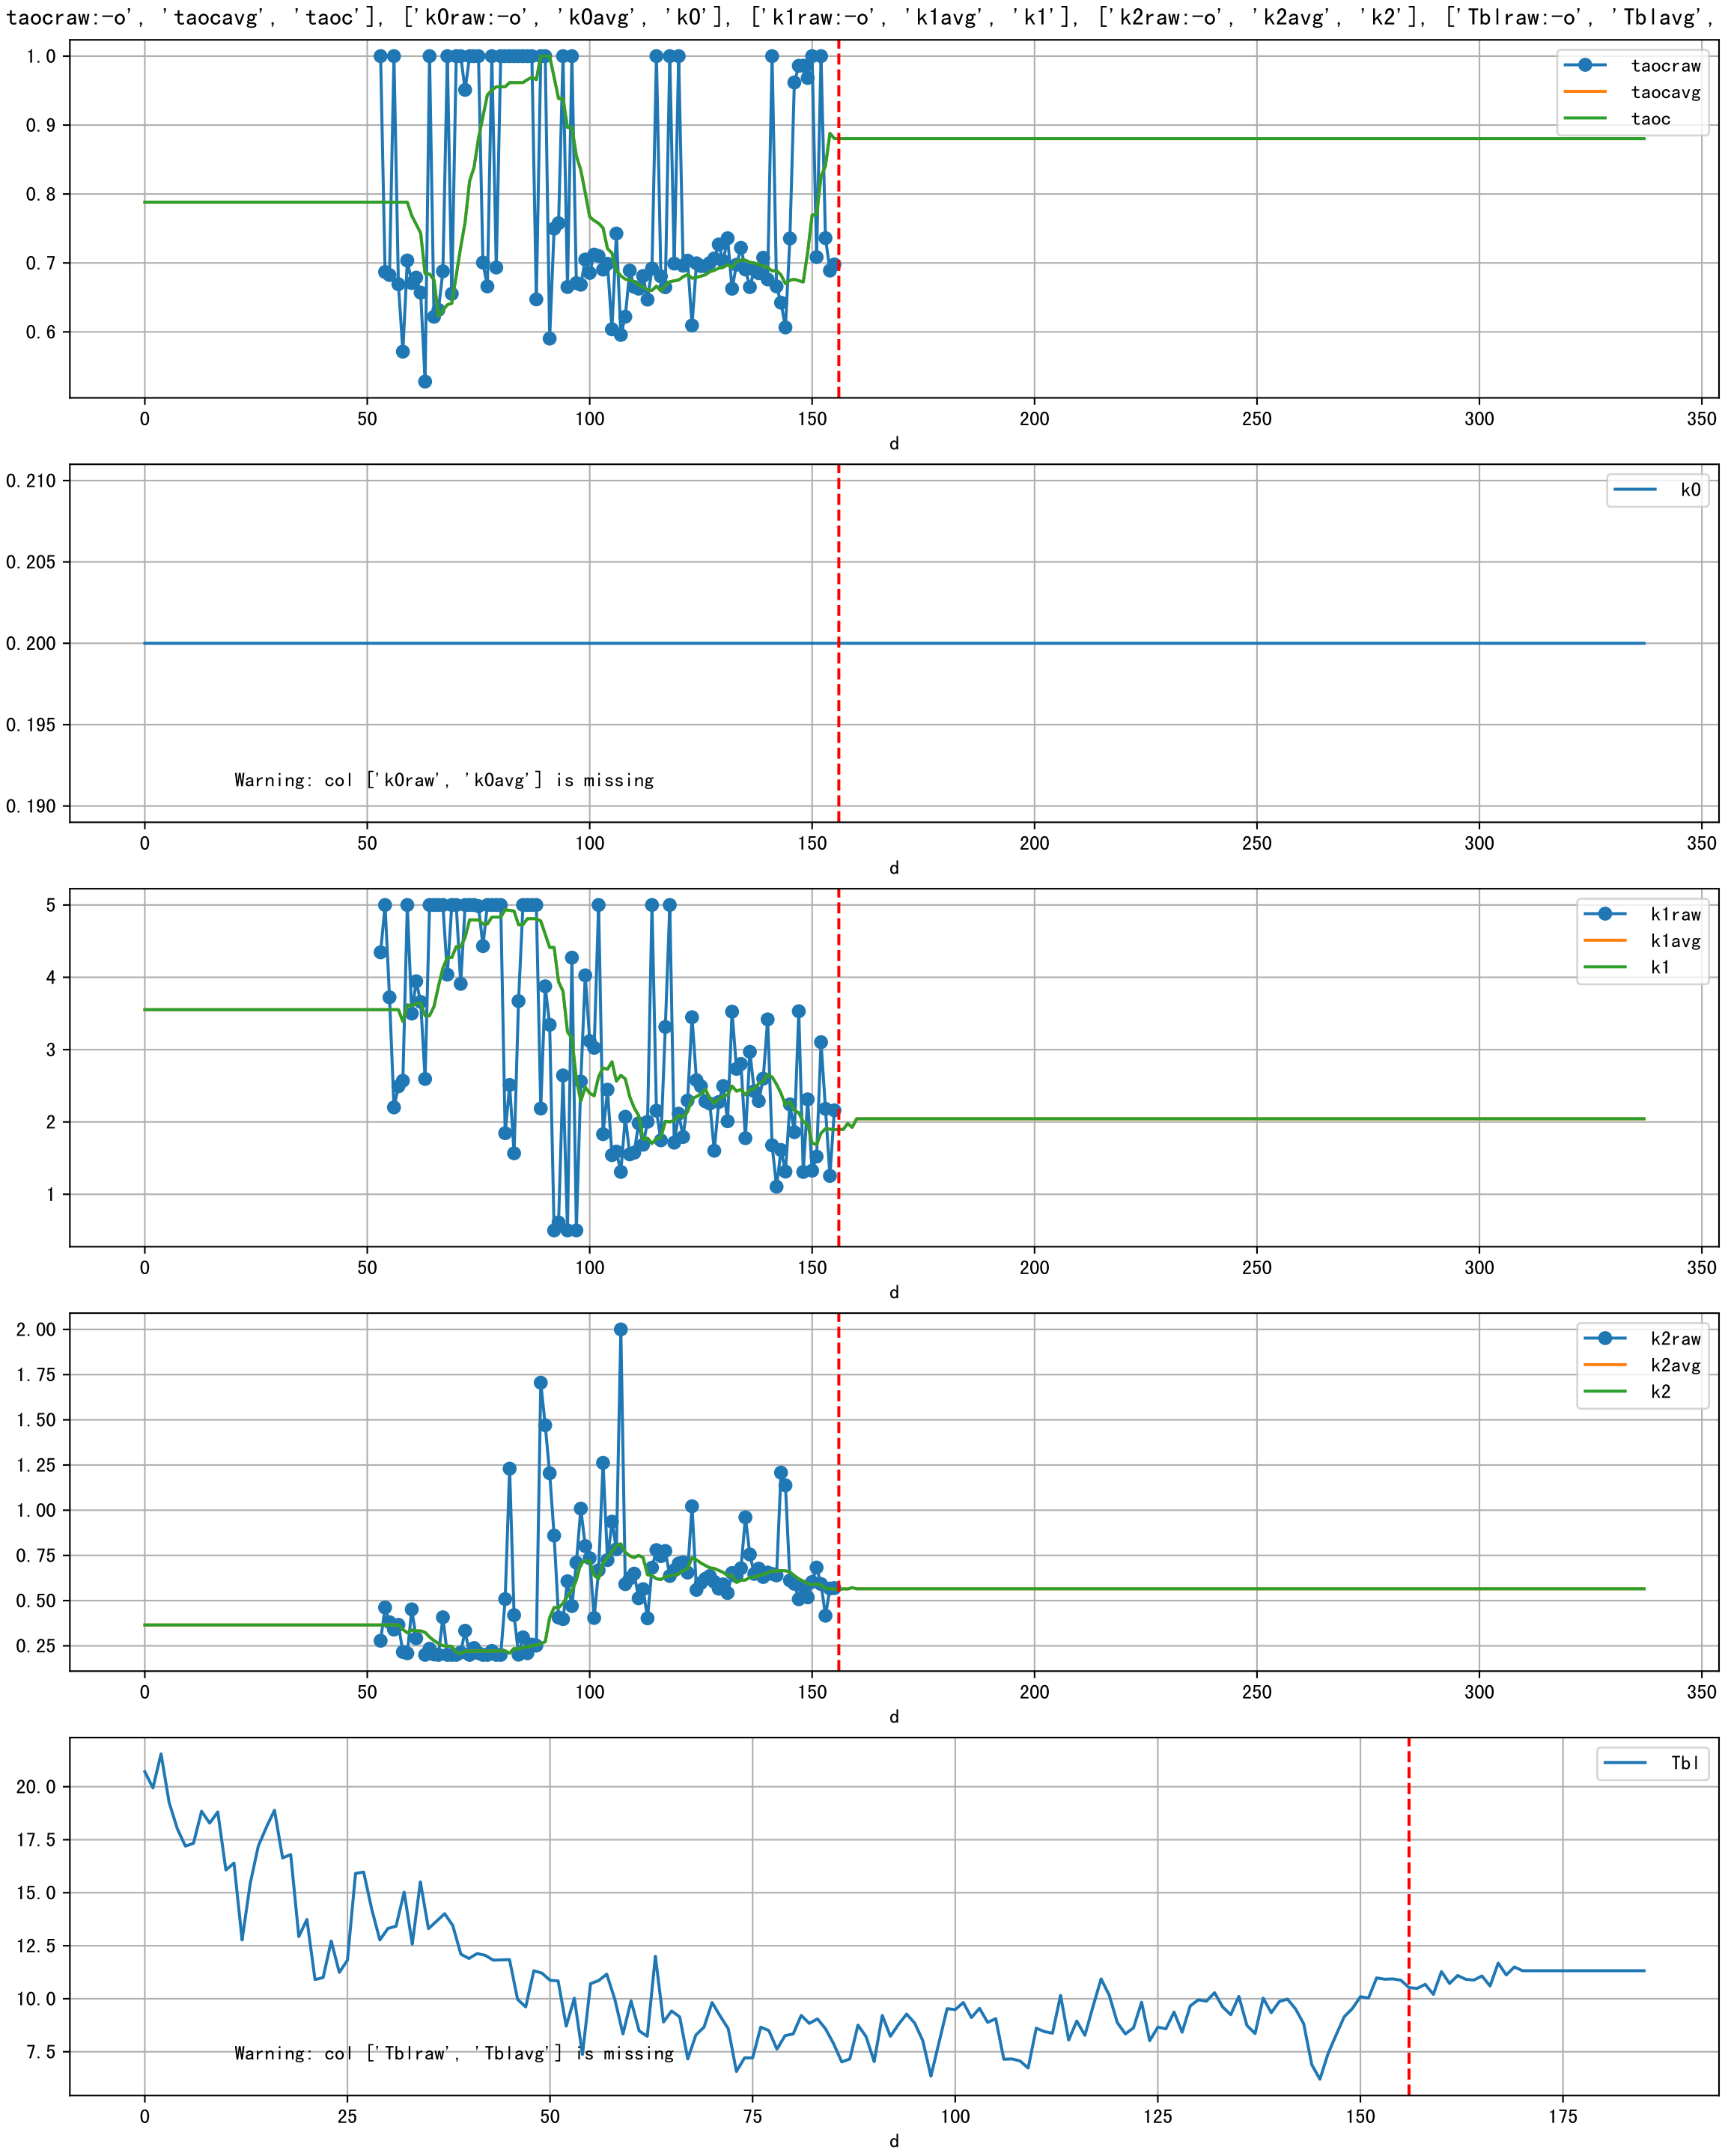 taocraw:-o', 'taocavg', 'taoc'], ['k0raw:-o', 'k0avg', 'k0'], ['k1raw:-o', 'k1avg', 'k1'], ['k2raw:-o', 'k2avg', 'k2'], ['Tblraw:-o', 'Tblavg',
1.0
0.9
0.8
0.7
0.6
taocraw
taocavg
taoc
0 50 100 150 200 250 300 350
d
0.210
0.205
0.200
0.195
0.190
k0
Warning: col ['k0raw', 'k0avg'] is missing
0 50 100 150 200 250 300 350
d
5
4
3
2
1
k1raw
k1avg
k1
0 50 100 150 200 250 300 350
d
2.00
1.75
1.50
1.25
1.00
0.75
0.50
0.25
k2raw
k2avg
k2
0 50 100 150 200 250 300 350
d
20.0
17.5
15.0
12.5
10.0
7.5
Tbl
Warning: col ['Tblraw', 'Tblavg'] is missing
0 25 50 75 100 125 150 175
d